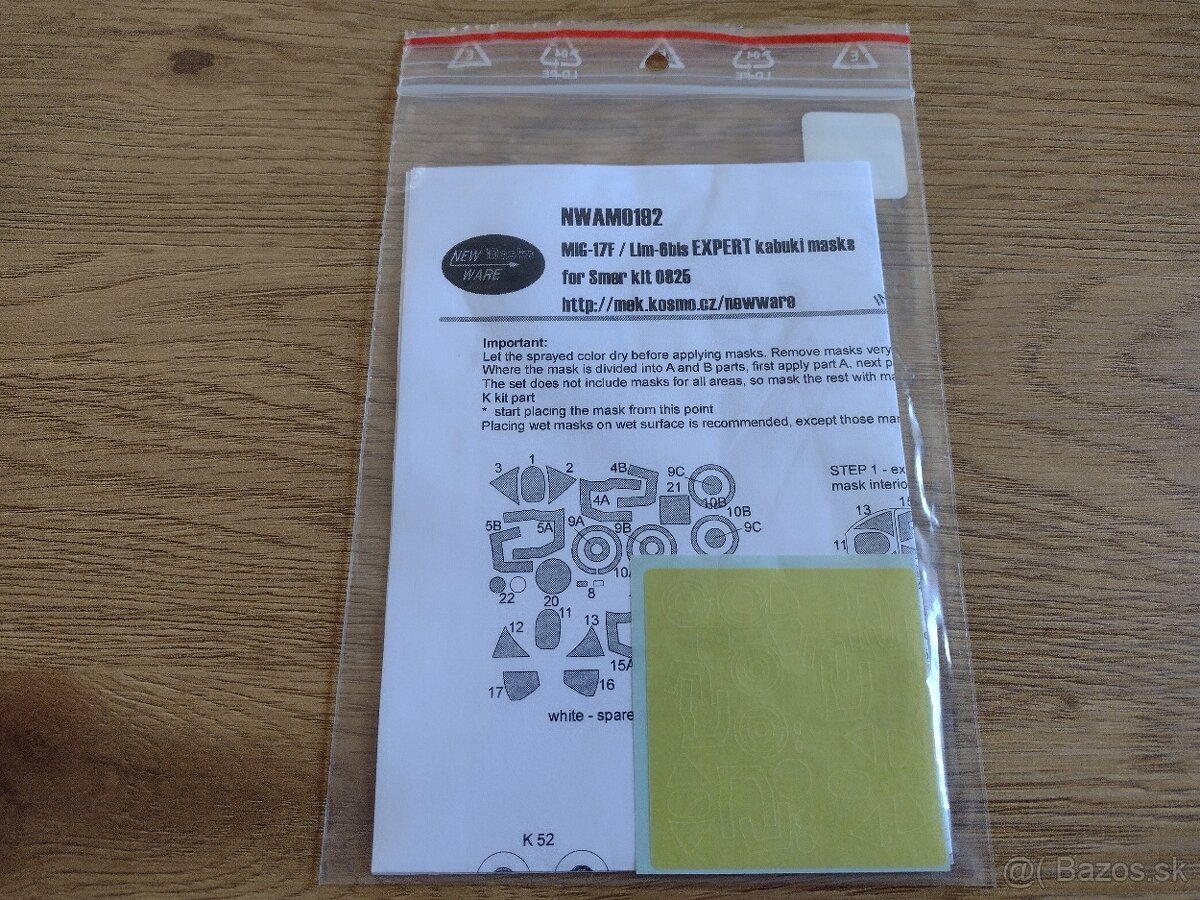 NWAM0182
MIG-17F / Lim-6bis EXPERT kabuki masks
for Smer kit 0825
http://mek.kosmo.cz/newware
NEW
WARE
Important:
Let the sprayed color dry before applying masks. Remove masks very
Where the mask is divided into A and B parts, first apply part A, next p
The set does not include masks for all areas, so mask the rest with ma
K kit part
* start placing the mask from this point
Placing wet masks on wet surface is recommended, except those mar
STEP 1 - ex
mask interio
3 1 2 4B 9C
4A 21 10B
10B
5B 5A 9A 9B 9C
13 15
11
22 20 8 10A
12 11 13
15A
17 16
white - spare
K 52
@( Bazos.sk